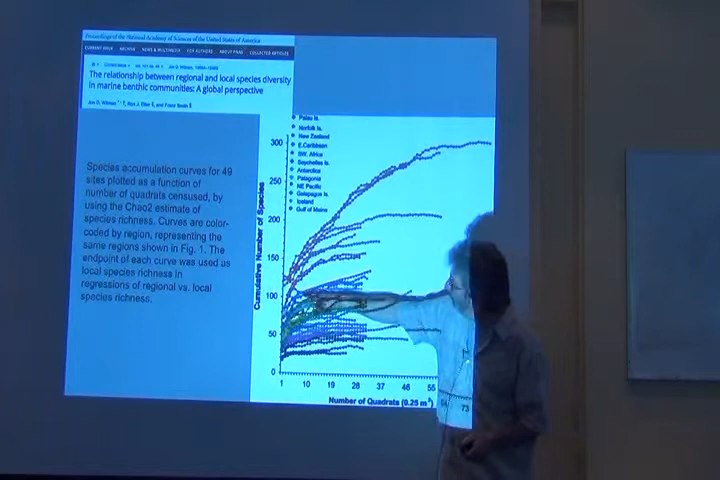 Proceedings of the National Academy of Sciences of the United States of America
CURRENT ISSUE ARCHIVE NEWS & MULTIMEDIA FOR AUTHORS ABOUT PNAS COLLECTED ARTICLES
The relationship between regional and local species diversity
in marine benthic communities: A global perspective
Species accumulation curves for 49
sites plotted as a function of
number of quadrats censused, by
using the Chao2 estimate of
species richness. Curves are color-
coded by region, representing the
same regions shown in Fig. 1. The
endpoint of each curve was used as
local species richness in
regressions of regional vs. local
species richness.
Palau Is.
Norfolk Is.
New Zealand
E.Caribbean
SW. Africa
Seychelles Is.
Antarctica
Patagonia
NE Pacific
Galapagos Is.
Iceland
Gulf of Maine
Cumulative Number of Species
300
250
200
150
100
50
0
1 10 19 28 37 46 55
73
Number of Quadrats (0.25 m²)